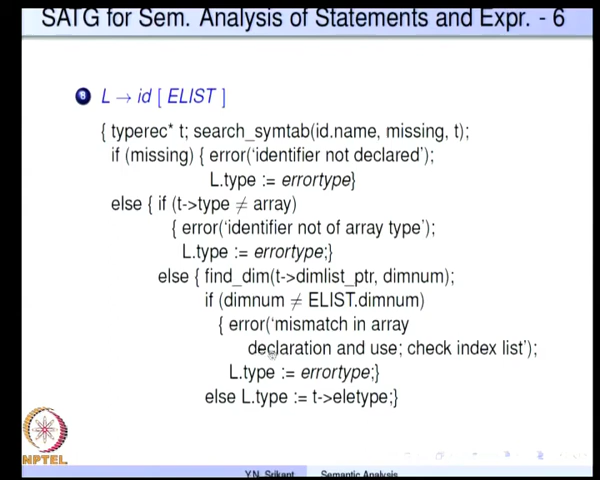 SATG for Sem. Analysis of Statements and Expr. - 6
8 L → id [ ELIST ]
{ typerec* t; search_symtab(id.name, missing, t);
if (missing) { error(‘identifier not declared’);
L.type := errortype}
else { if (t->type ≠ array)
{ error(‘identifier not of array type’);
L.type := errortype;}
else { find_dim(t->dimlist_ptr, dimnum);
if (dimnum ≠ ELIST.dimnum)
{ error(‘mismatch in array
declaration and use; check index list’);
L.type := errortype;}
else L.type := t->eletype;}
NPTEL
Y.N. Srikant Semantic Analysis